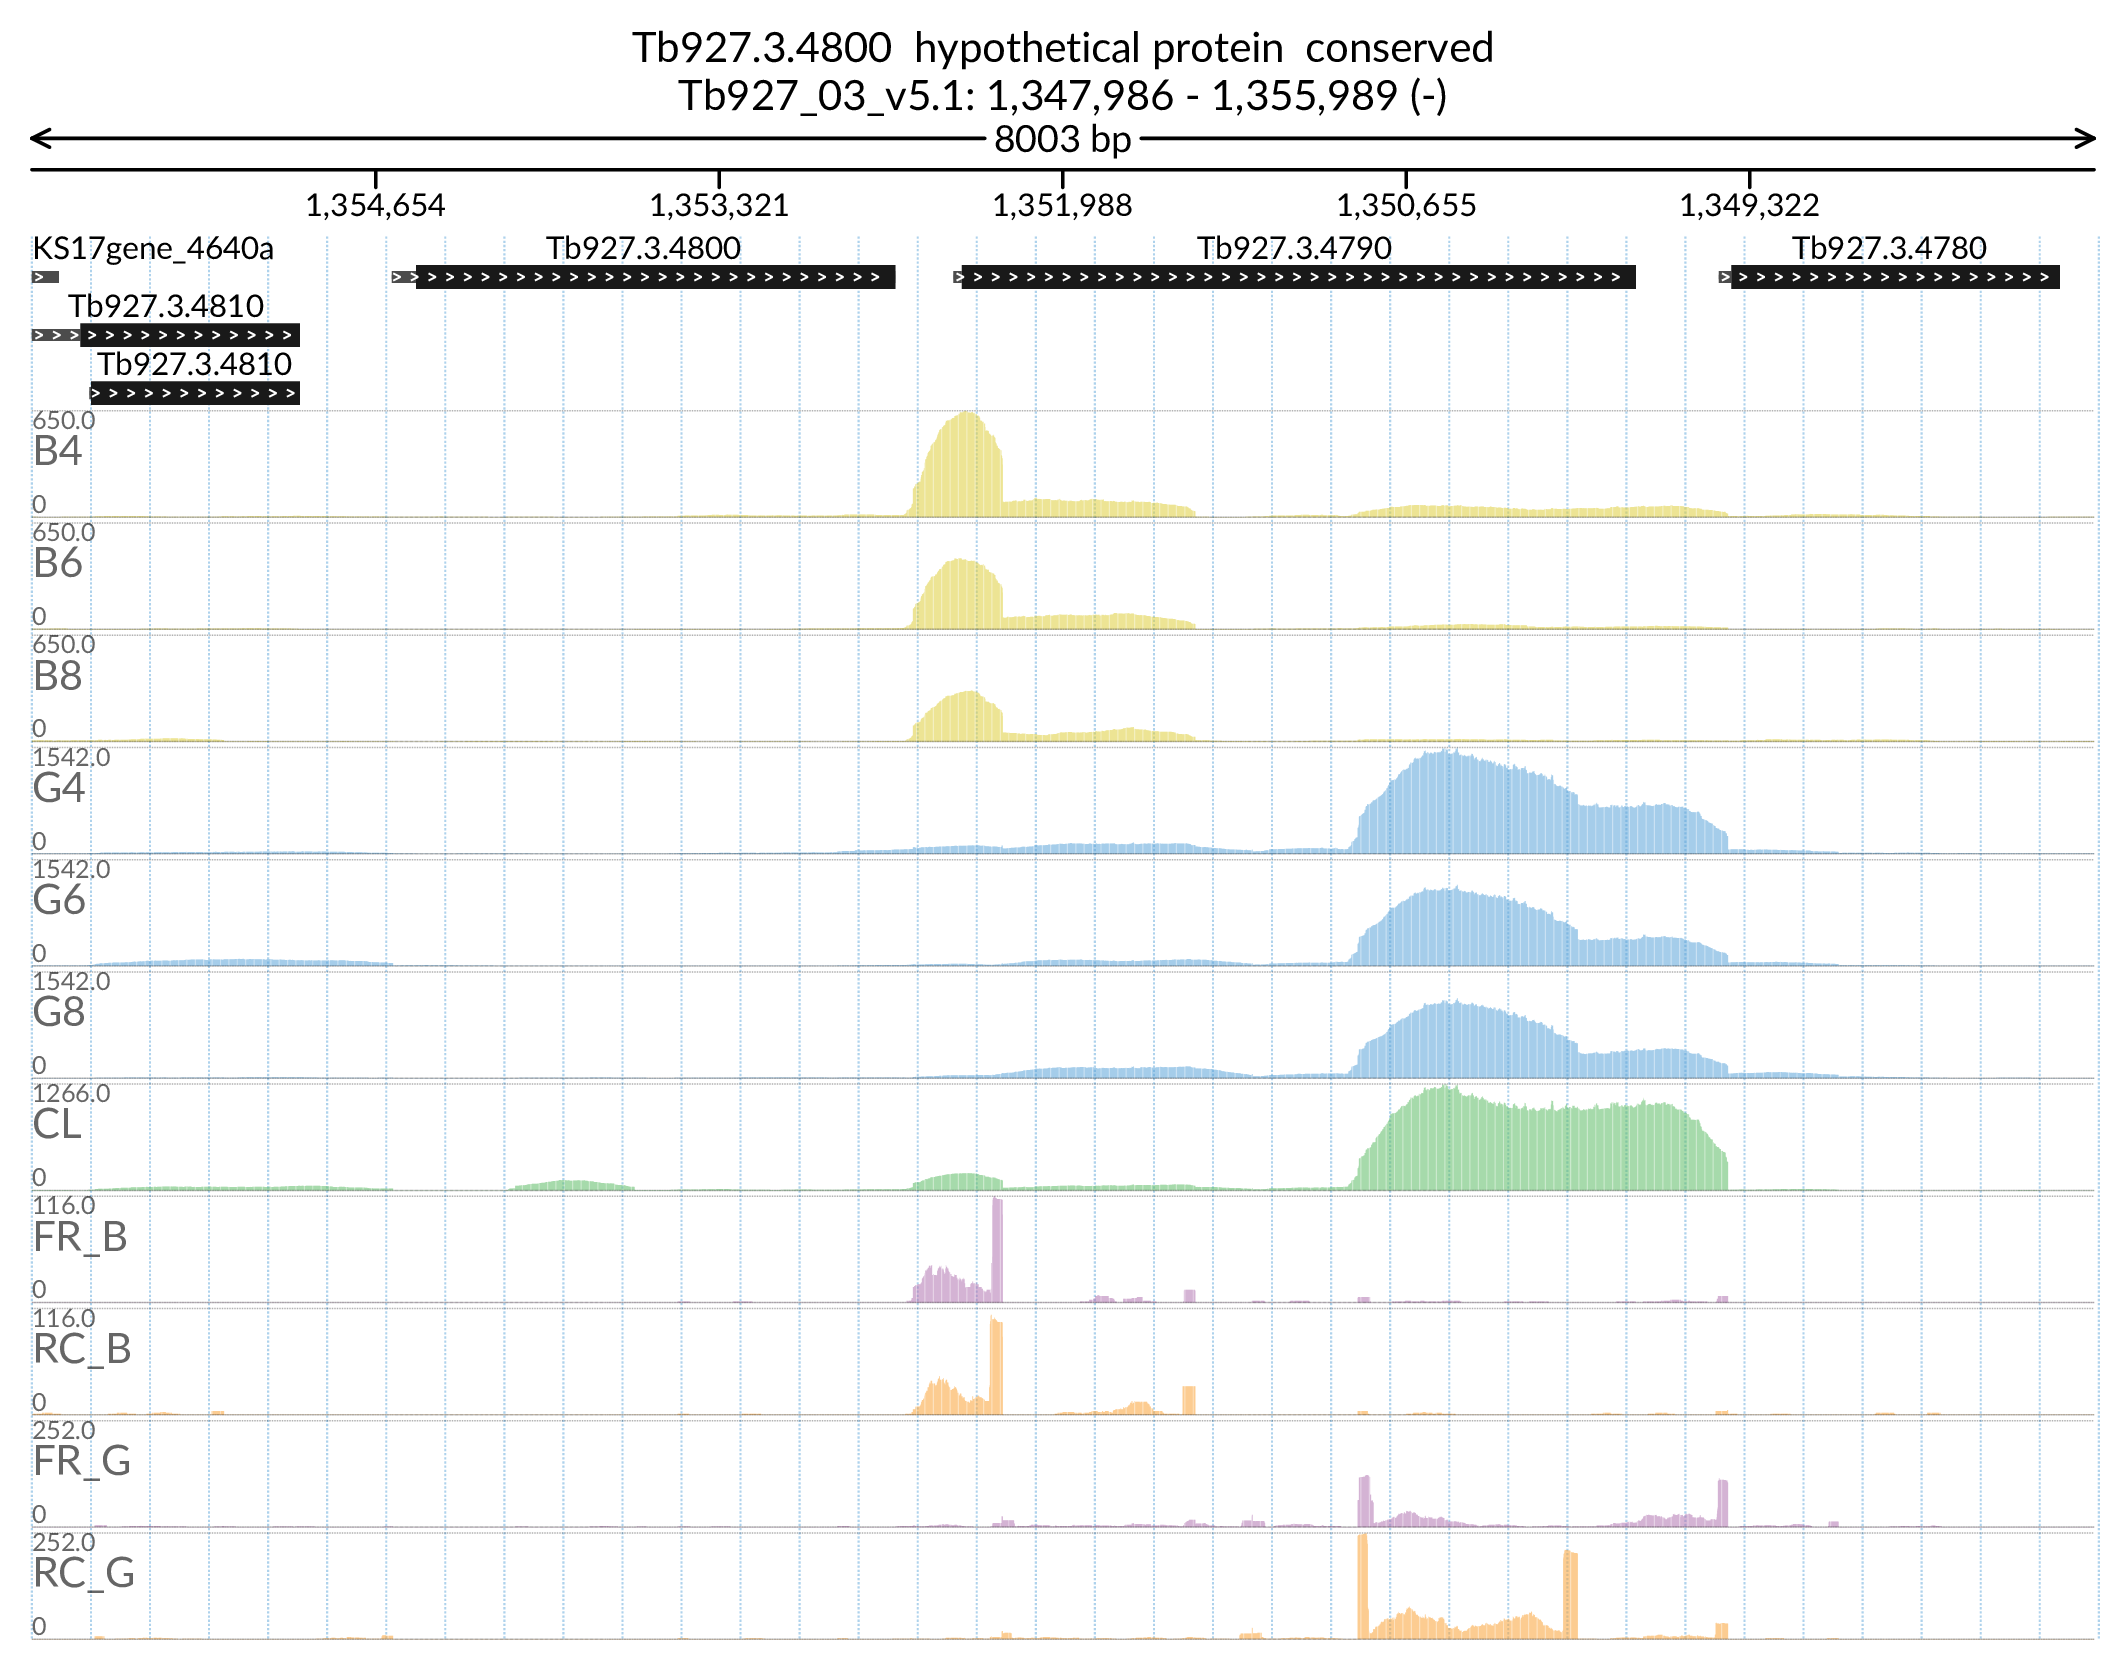 Tb927.3.4800  hypothetical protein  conserved
Tb927_03_v5.1: 1,347,986 - 1,355,989 (-)
8003 bp
1,354,654 1,353,321 1,351,988 1,350,655 1,349,322
KS17gene_4640a Tb927.3.4800 Tb927.3.4790 Tb927.3.4780
Tb927.3.4810
Tb927.3.4810
650.0
B4
0
650.0
B6
0
650.0
B8
0
1542.0
G4
0
1542.0
G6
0
1542.0
G8
0
1266.0
CL
0
116.0
FR_B
0
116.0
RC_B
0
252.0
FR_G
0
252.0
RC_G
0